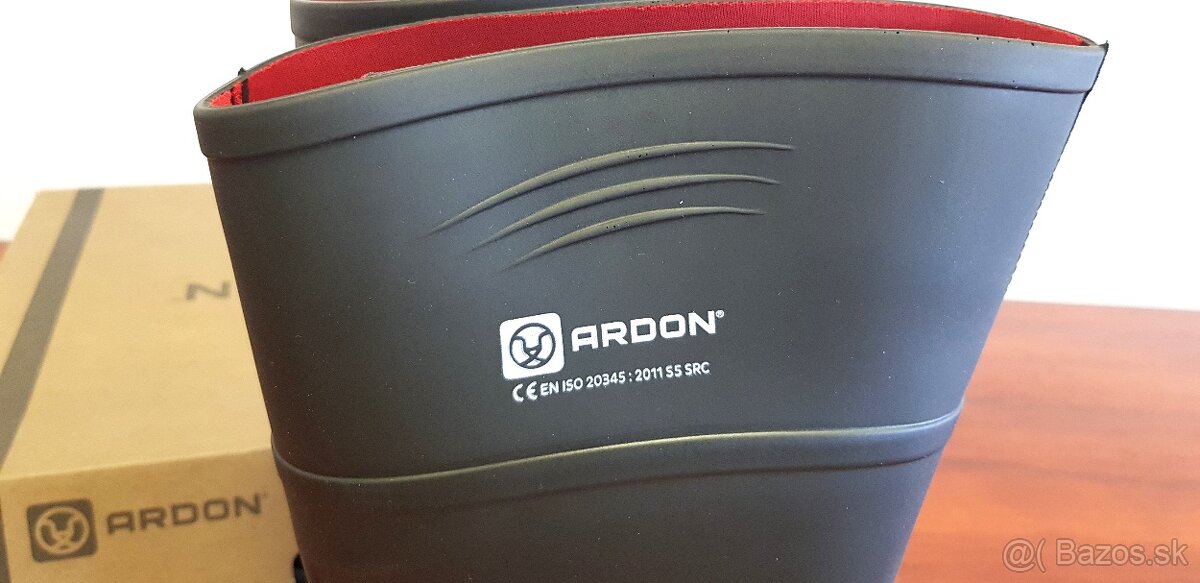 ARDON®
CE EN ISO 20345 : 2011 S5 SRC
N
ARDON®
@( Bazos.sk